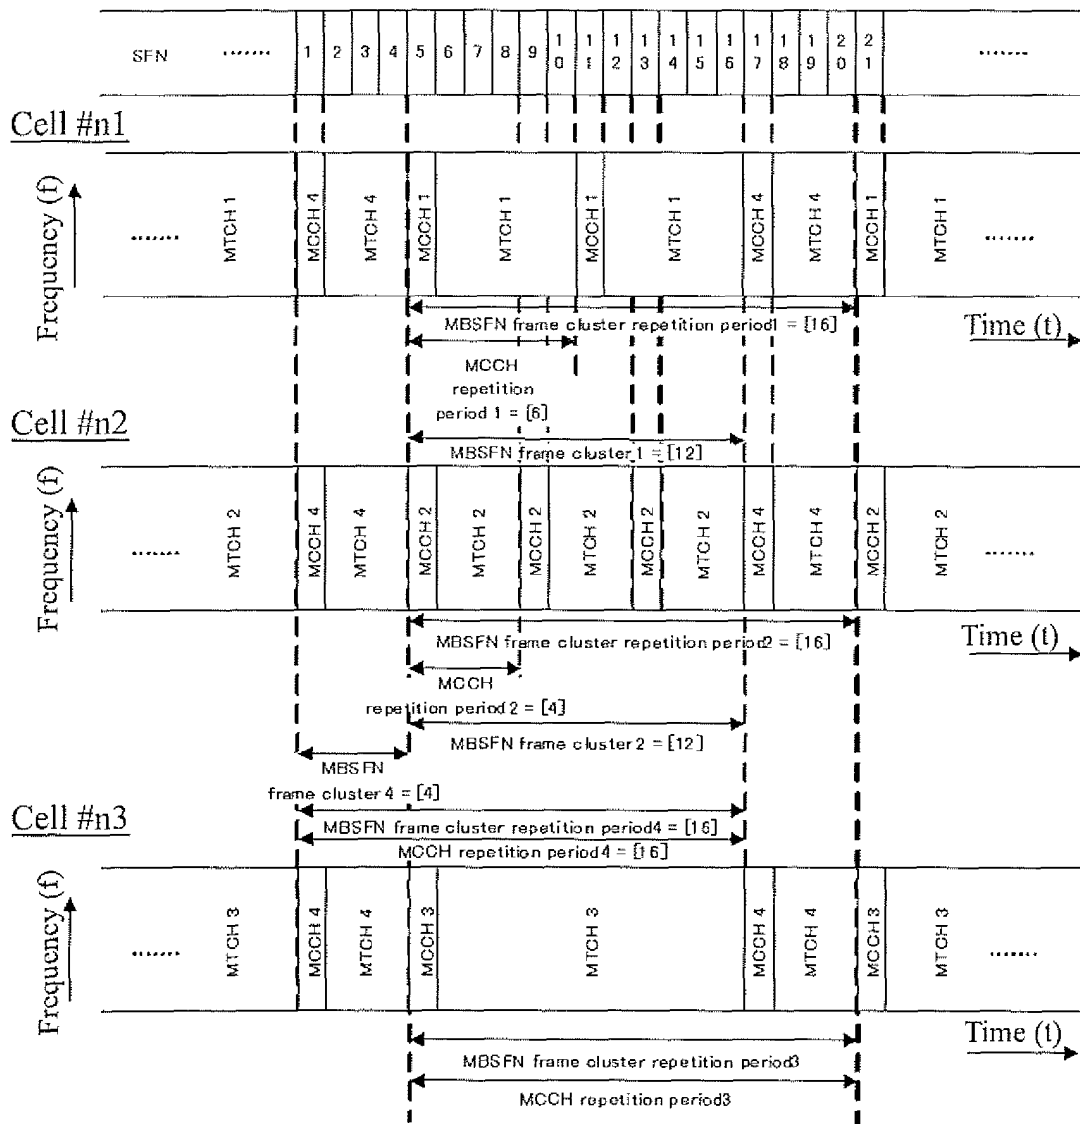 SFN ....... 1 2 3 4 5 6 7 8 9 10 11 12 13 14 15 16 17 18 19 20 21 .......
Cell #n1
Frequency (f)
....... MTCH 1 MCCH 4 MTCH 4 MCCH 1 MTCH 1 MCCH 1 MTCH 1 MCCH 4 MTCH 4 MCCH 1 MTCH 1 .......
MBSFN frame cluster repetition period1 = [16]
Time (t)
MCCH
repetition
period 1 = [6]
Cell #n2
MBSFN frame cluster 1 = [12]
Frequency (f)
....... MTCH 2 MCCH 4 MTCH 4 MCCH 2 MTCH 2 MCCH 2 MTCH 2 MCCH 2 MTCH 2 MCCH 4 MTCH 4 MCCH 2 MTCH 2 .......
MBSFN frame cluster repetition period2 = [16]
Time (t)
MCCH
repetition period 2 = [4]
MBSFN frame cluster 2 = [12]
MBSFN
frame cluster 4 = [4]
Cell #n3
MBSFN frame cluster repetition period4 = [16]
MCCH repetition period 4 = [16]
Frequency (f)
....... MTCH 3 MCCH 4 MTCH 4 MCCH 3 MTCH 3 MCCH 4 MTCH 4 MCCH 3 MTCH 3 .......
Time (t)
MBSFN frame cluster repetition period3
MCCH repetition period3